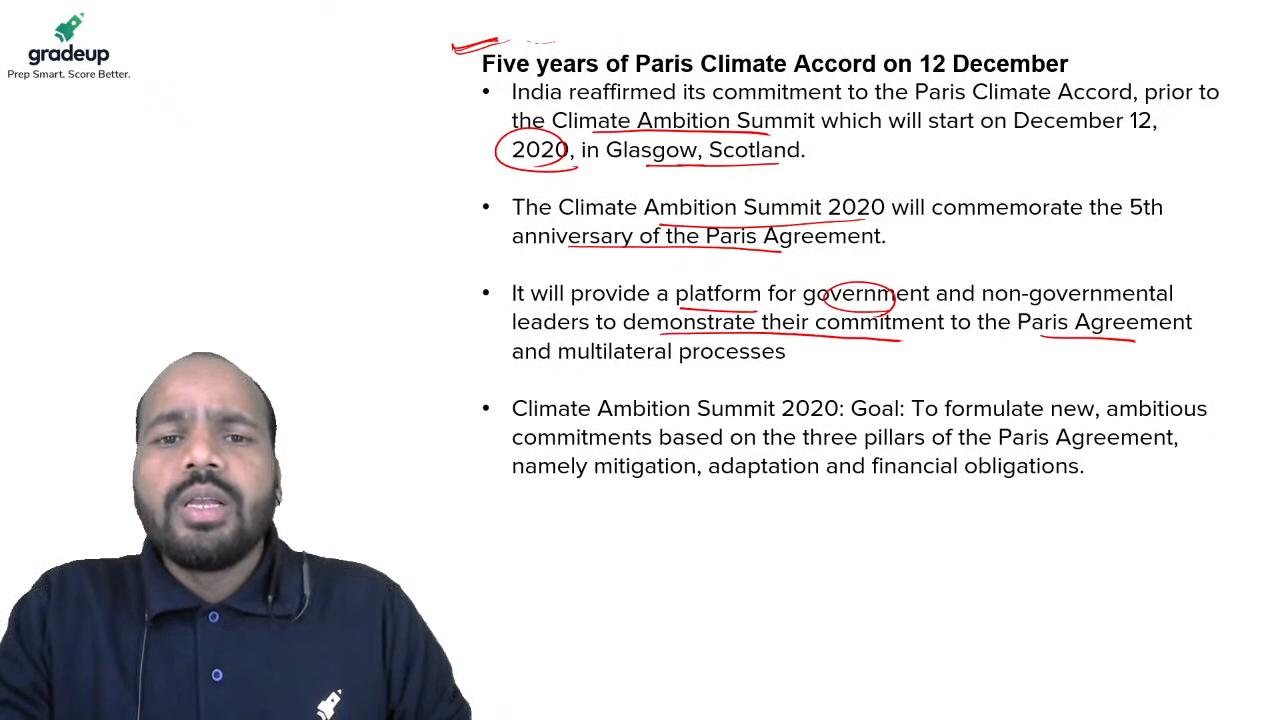 gradeup
Prep Smart. Score Better.
Five years of Paris Climate Accord on 12 December
• India reaffirmed its commitment to the Paris Climate Accord, prior to
the Climate Ambition Summit which will start on December 12,
2020, in Glasgow, Scotland.
• The Climate Ambition Summit 2020 will commemorate the 5th
anniversary of the Paris Agreement.
• It will provide a platform for government and non-governmental
leaders to demonstrate their commitment to the Paris Agreement
and multilateral processes
• Climate Ambition Summit 2020: Goal: To formulate new, ambitious
commitments based on the three pillars of the Paris Agreement,
namely mitigation, adaptation and financial obligations.